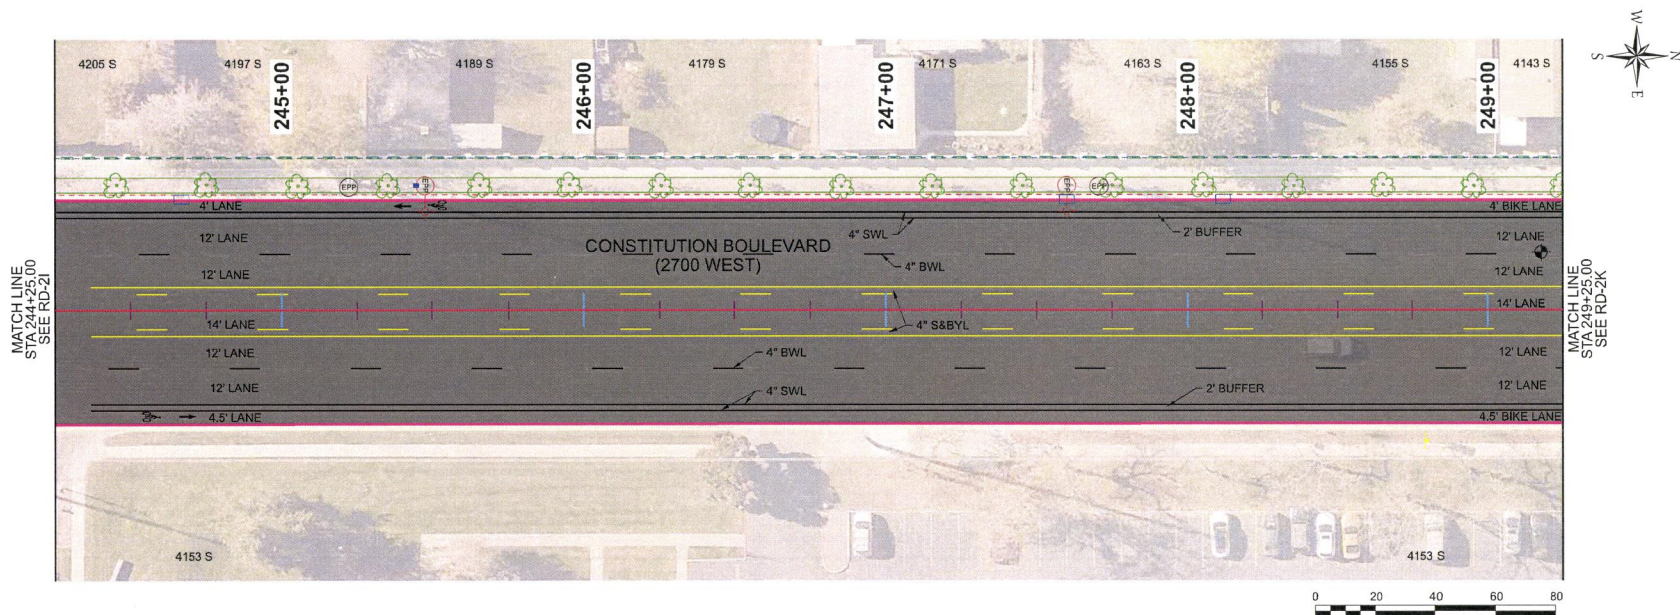 W
S
N
E
4205 S
4197 S
4189 S
4179 S
4171 S
4163 S
4155 S
4143 S
245+00
246+00
247+00
248+00
249+00
EPP
EPP
EPP
EPP
4' LANE
4' BIKE LANE
12' LANE
4" SWL
2' BUFFER
12' LANE
CONSTITUTION BOULEVARD
(2700 WEST)
4" BWL
12' LANE
12' LANE
MATCH LINE
STA 244+25.00
SEE RD-2I
MATCH LINE
STA 249+25.00
SEE RD-2K
14' LANE
14' LANE
4" S&BYL
12' LANE
4" BWL
12' LANE
12' LANE
4" SWL
2' BUFFER
12' LANE
4.5' LANE
4.5' BIKE LANE
4153 S
4153 S
0 20 40 60 80